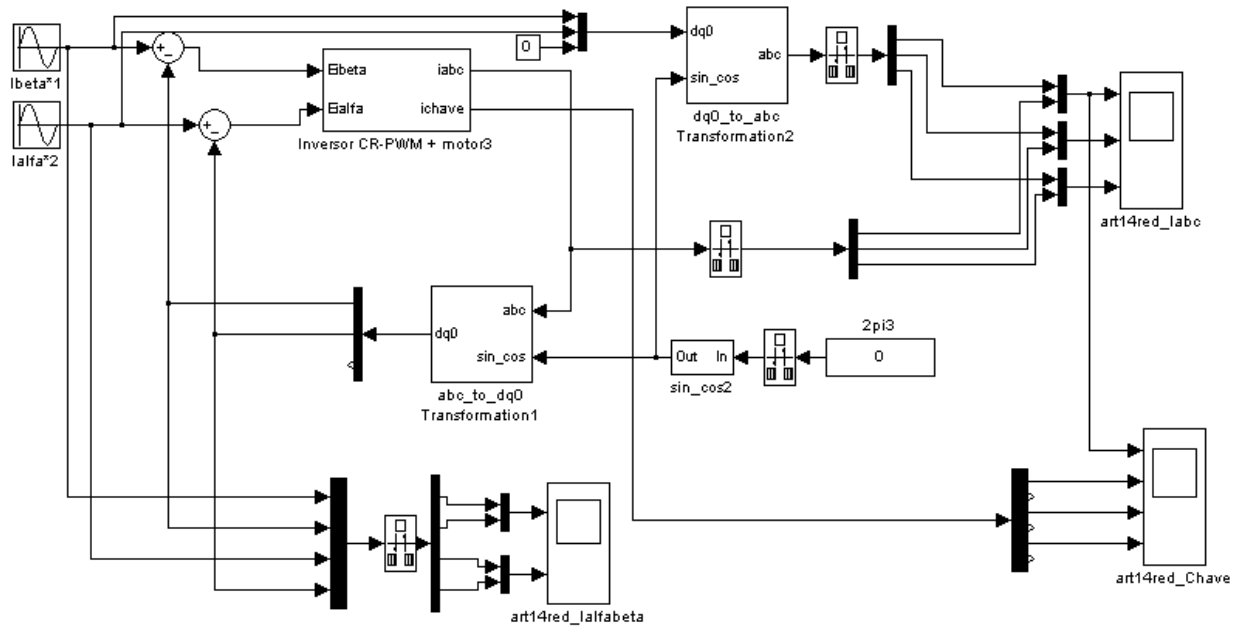 Ibeta*1
Ialfa*2
+
−
+
−
Eibeta
Eialfa
iabc
ichave
Inversor CR-PWM + motor3
0
dq0
sin_cos
abc
dq0_to_abc
Transformation2
art14red_Iabc
abc
dq0
sin_cos
abc_to_dq0
Transformation1
Out
In
sin_cos2
2pi3
0
art14red_Ialfabeta
art14red_Chave